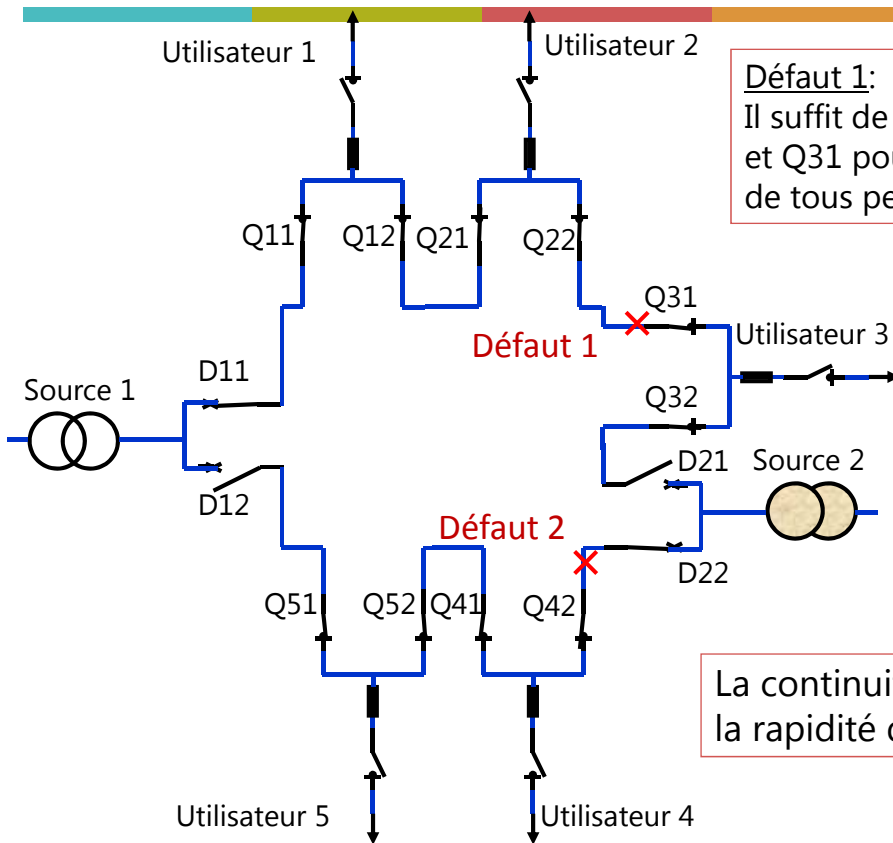 Utilisateur 1
Utilisateur 2
Défaut 1:
Il suffit de
et Q31 pou
de tous pe
Q11
Q12
Q21
Q22
Q31
Défaut 1
Utilisateur 3
Source 1
D11
Q32
D21
Source 2
D12
Défaut 2
D22
Q51
Q52
Q41
Q42
La continui
la rapidité
Utilisateur 5
Utilisateur 4